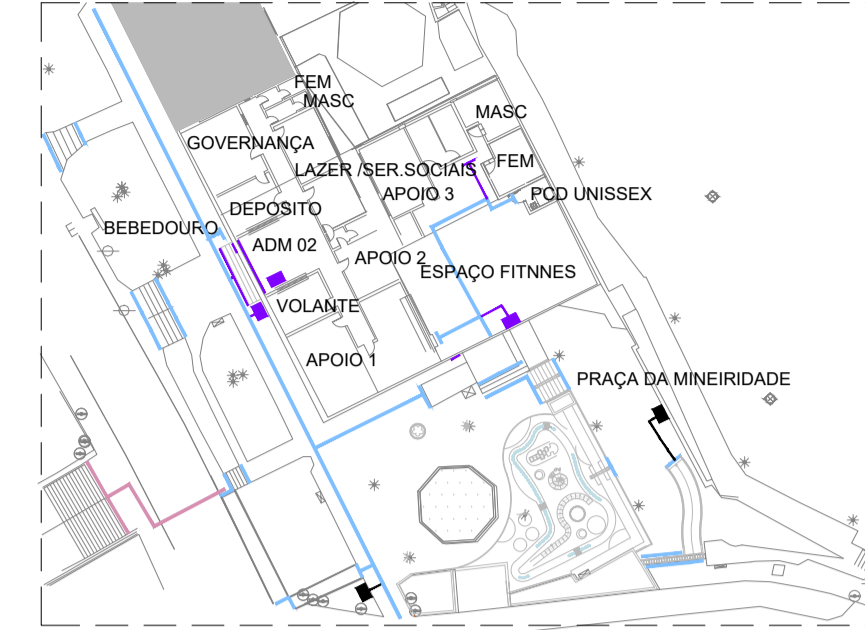 FEM
MASC
MASC
GOVERNANÇA
FEM
LAZER /SER.SOCIAIS
APOIO 3
PCD UNISSEX
DEPOSITO
BEBEDOURO
ADM 02
APOIO 2
ESPAÇO FITNNES
VOLANTE
APOIO 1
PRAÇA DA MINEIRIDADE